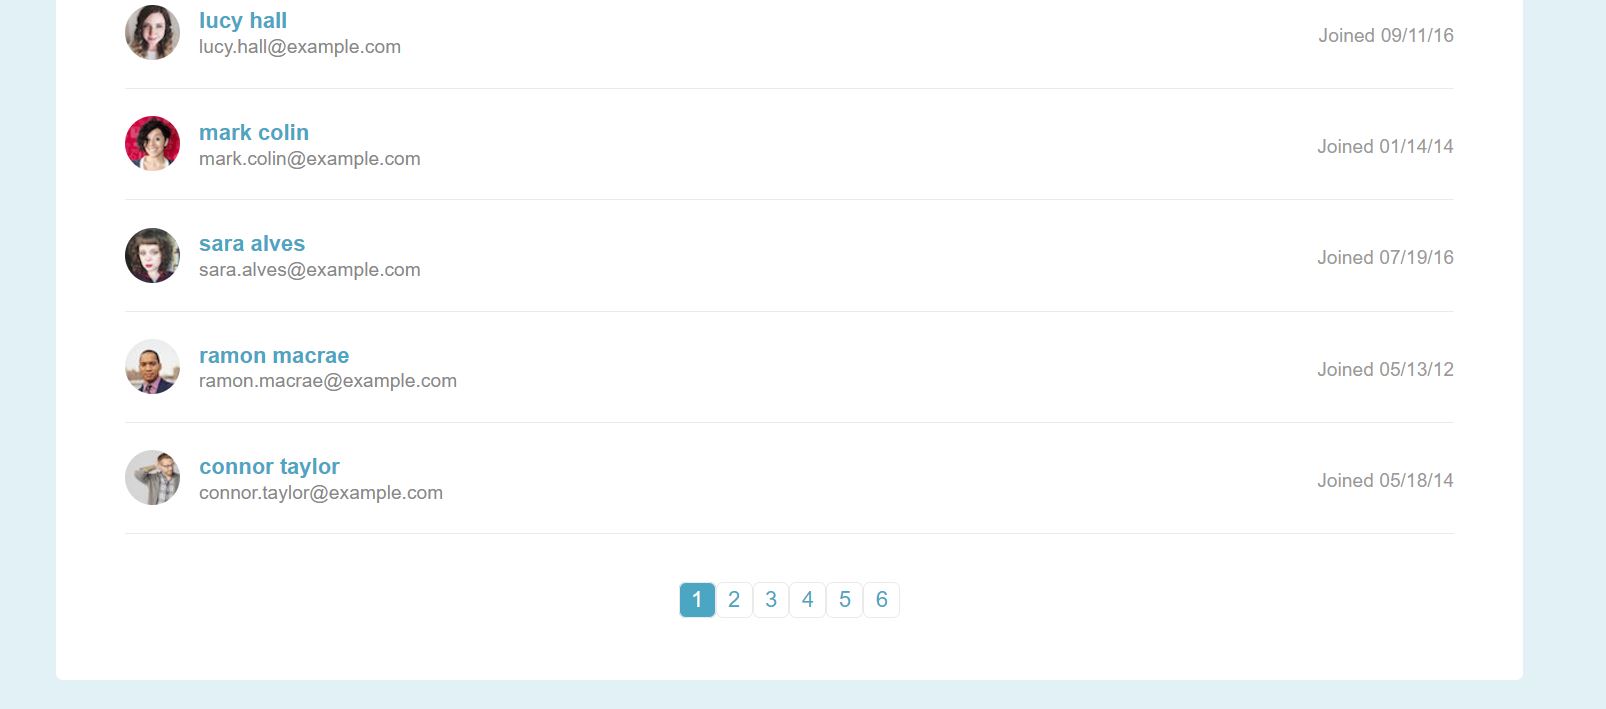 lucy hall
lucy.hall@example.com
Joined 09/11/16
mark colin
mark.colin@example.com
Joined 01/14/14
sara alves
sara.alves@example.com
Joined 07/19/16
ramon macrae
ramon.macrae@example.com
Joined 05/13/12
connor taylor
connor.taylor@example.com
Joined 05/18/14
1 2 3 4 5 6